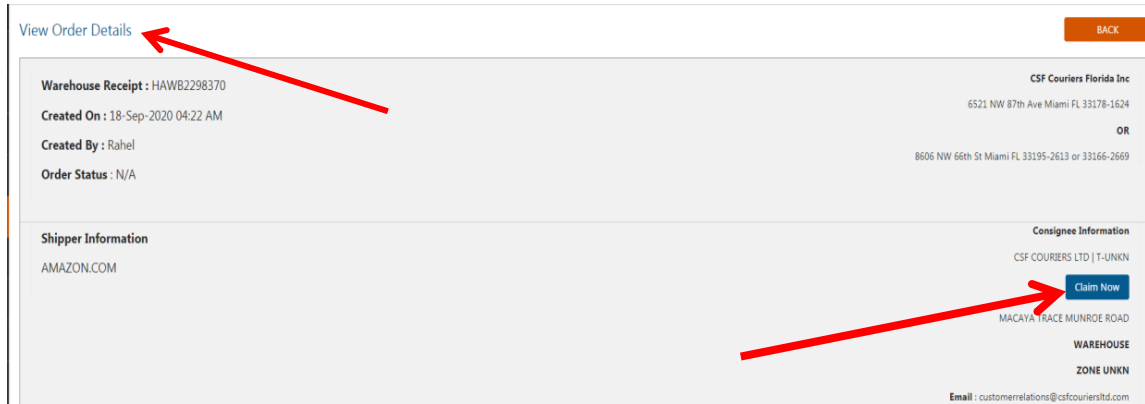 View Order Details
BACK
Warehouse Receipt : HAWB2298370
Created On : 18-Sep-2020 04:22 AM
Created By : Rahel
Order Status : N/A
CSF Couriers Florida Inc
6521 NW 87th Ave Miami FL 33178-1624
OR
8606 NW 66th St Miami FL 33195-2613 or 33166-2669
Shipper Information
AMAZON.COM
Consignee Information
CSF COURIERS LTD | T-UNKN
Claim Now
MACAYA TRACE MUNROE ROAD
WAREHOUSE
ZONE UNKN
Email : customerrelations@csfcouriersltd.com